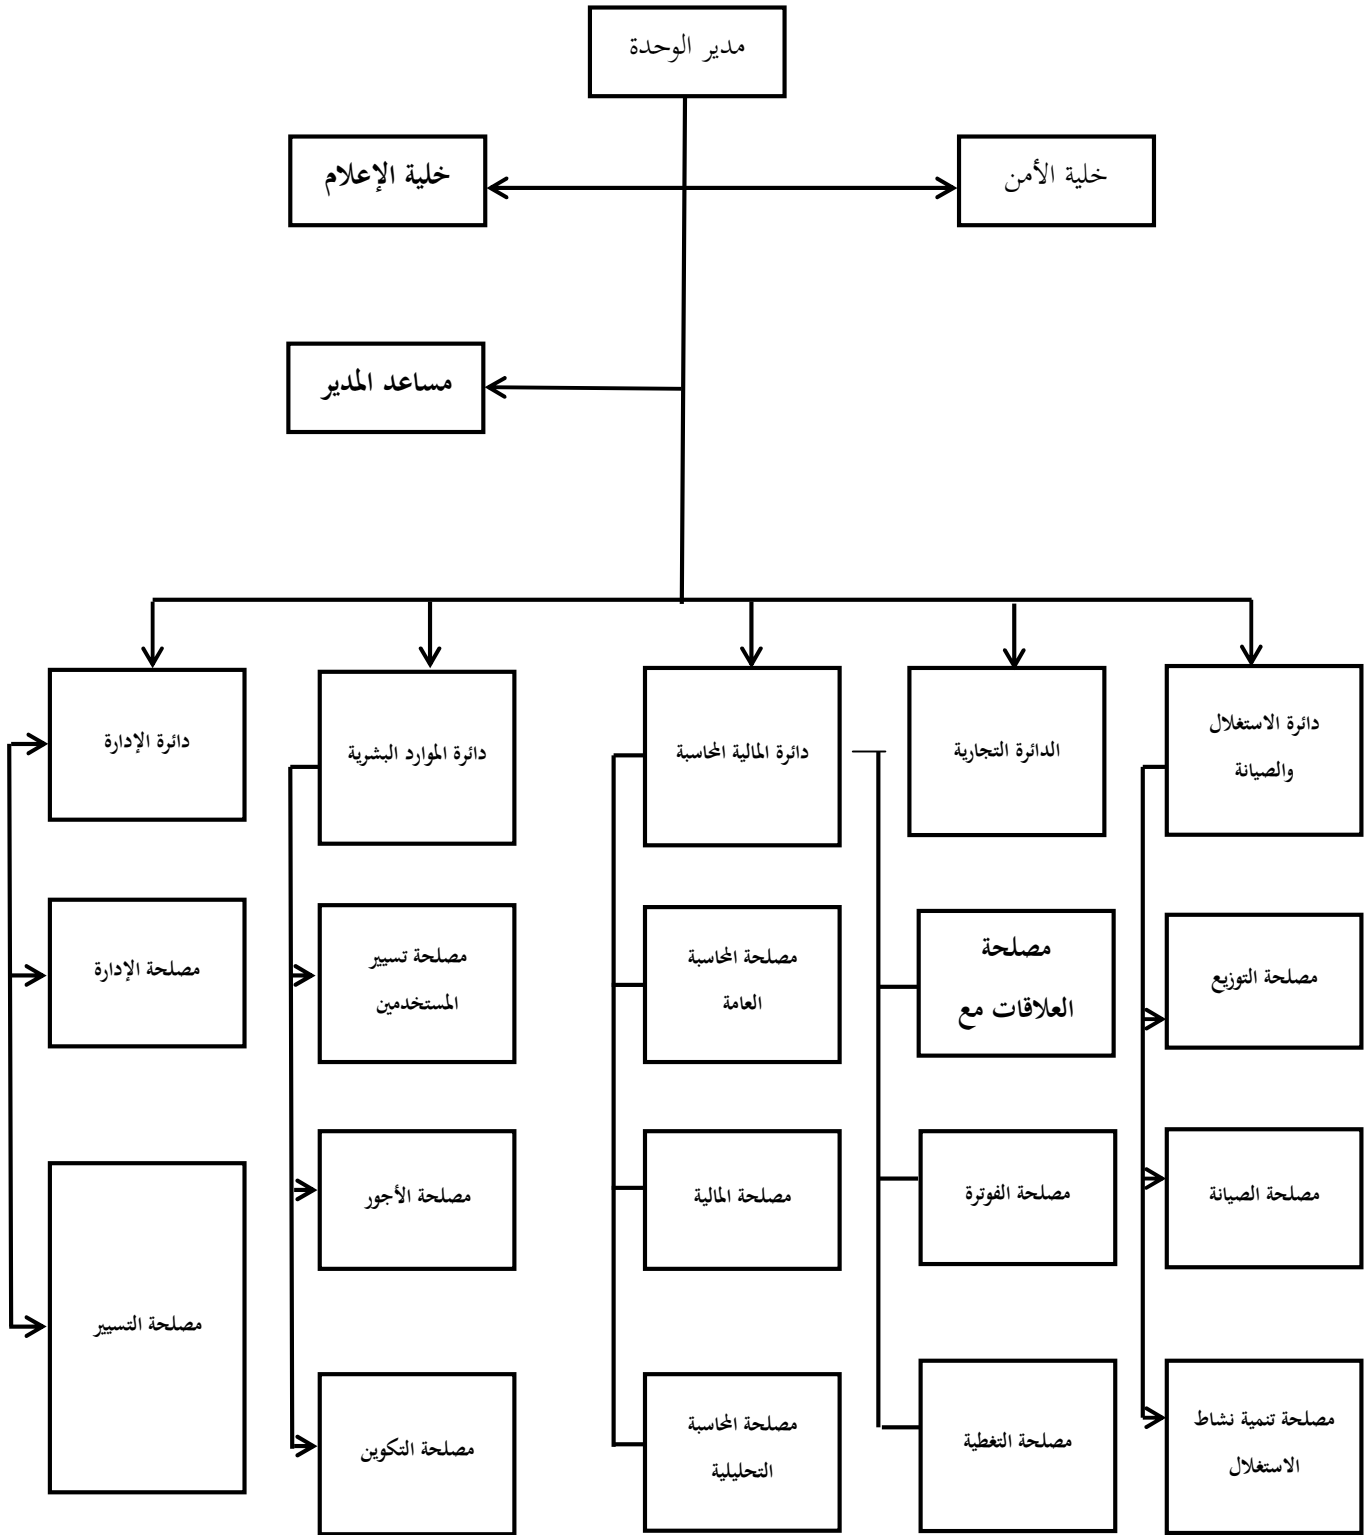 مدير الوحدة
خلية الأمن
خلية الإعلام
مساعد المدير
دائرة الاستغلال
والصيانة
الدائرة التجارية
دائرة المالية المحاسبة
دائرة الموارد البشرية
دائرة الإدارة
مصلحة التوزيع
مصلحة
العلاقات مع
مصلحة المحاسبة
العامة
مصلحة تسيير
المستخدمين
مصلحة الإدارة
مصلحة الصيانة
مصلحة الفوترة
مصلحة المالية
مصلحة الأجور
مصلحة التسيير
مصلحة تنمية نشاط
الاستغلال
مصلحة التغطية
مصلحة المحاسبة
التحليلية
مصلحة التكوين